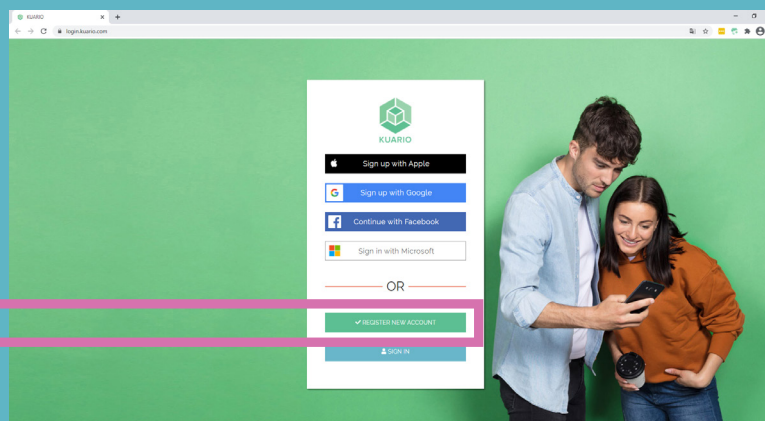 KUARIO
login.kuario.com
KUARIO
Sign up with Apple
Sign up with Google
Continue with Facebook
Sign in with Microsoft
OR
REGISTER NEW ACCOUNT
SIGN IN